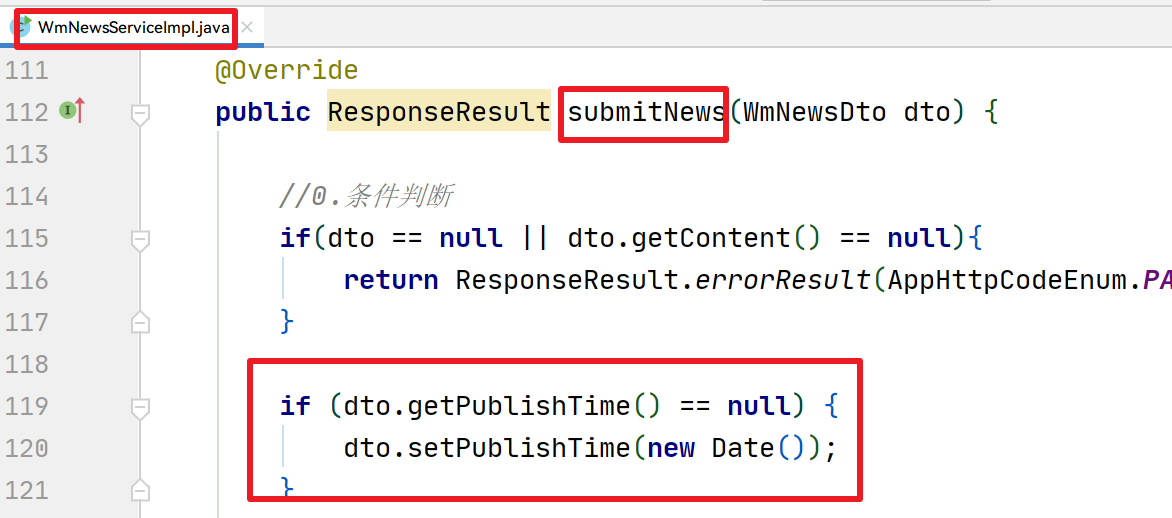 WmNewsServiceImpl.java
111 @Override
112 public ResponseResult submitNews(WmNewsDto dto) {
113
114 //0.条件判断
115 if(dto == null || dto.getContent() == null){
116 return ResponseResult.errorResult(AppHttpCodeEnum.PA
117 }
118
119 if (dto.getPublishTime() == null) {
120 dto.setPublishTime(new Date());
121 }